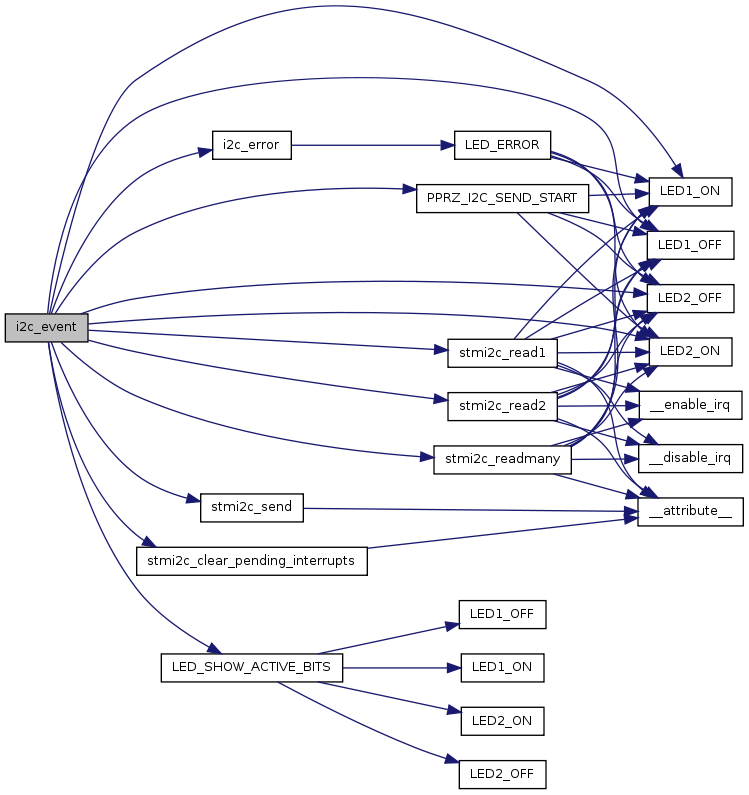 i2c_error
LED_ERROR
PPRZ_I2C_SEND_START
LED1_ON
LED1_OFF
LED2_OFF
i2c_event
stmi2c_read1
LED2_ON
stmi2c_read2
__enable_irq
stmi2c_readmany
__disable_irq
stmi2c_send
__attribute__
stmi2c_clear_pending_interrupts
LED1_OFF
LED_SHOW_ACTIVE_BITS
LED1_ON
LED2_ON
LED2_OFF